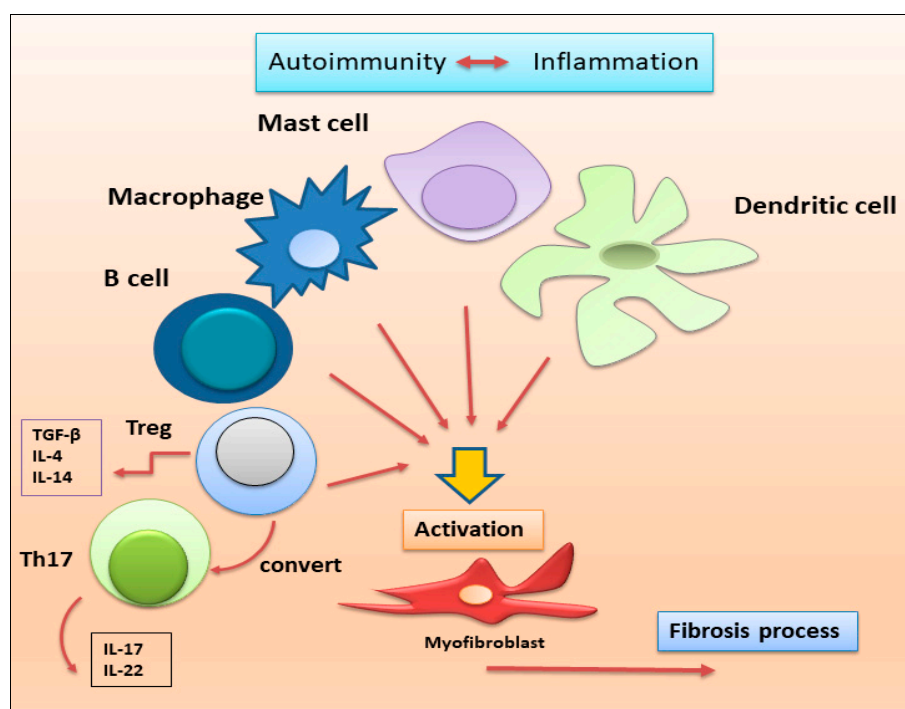 Autoimmunity Inflammation
Mast cell
Macrophage
Dendritic cell
B cell
Treg
TGF-β
IL-4
IL-14
Activation
Th17
convert
Myofibroblast
Fibrosis process
IL-17
IL-22